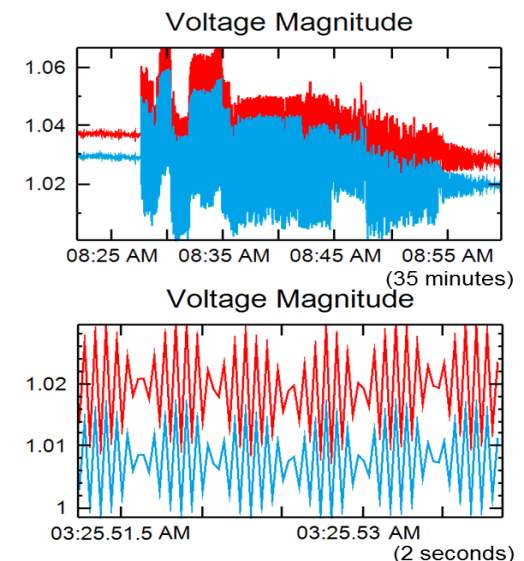 Voltage Magnitude
1.06
1.04
1.02
08:25 AM 08:35 AM 08:45 AM 08:55 AM
(35 minutes)
Voltage Magnitude
1.02
1.01
1
03:25.51.5 AM 03:25.53 AM
(2 seconds)